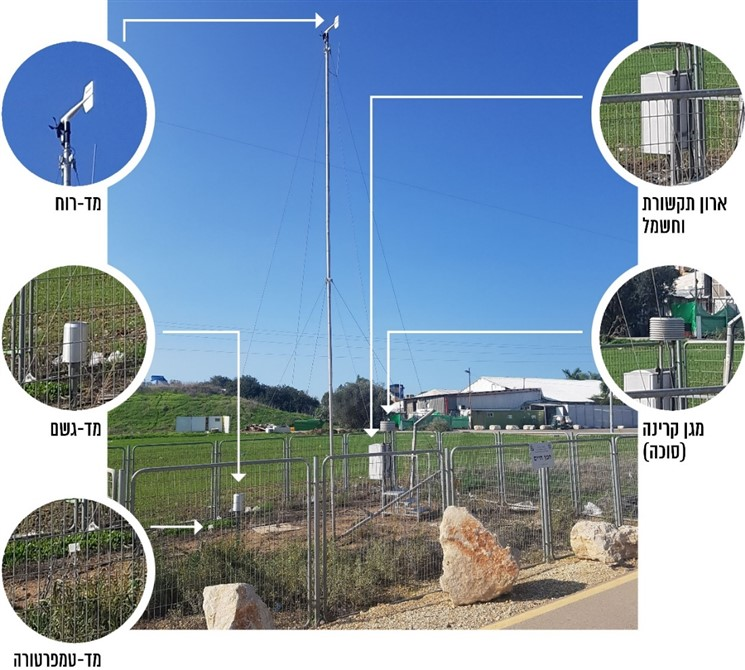 מד-רוח
ארון תקשורת
וחשמל
מד-גשם
מגן קרינה
(סוכה)
מד-טמפרטורה